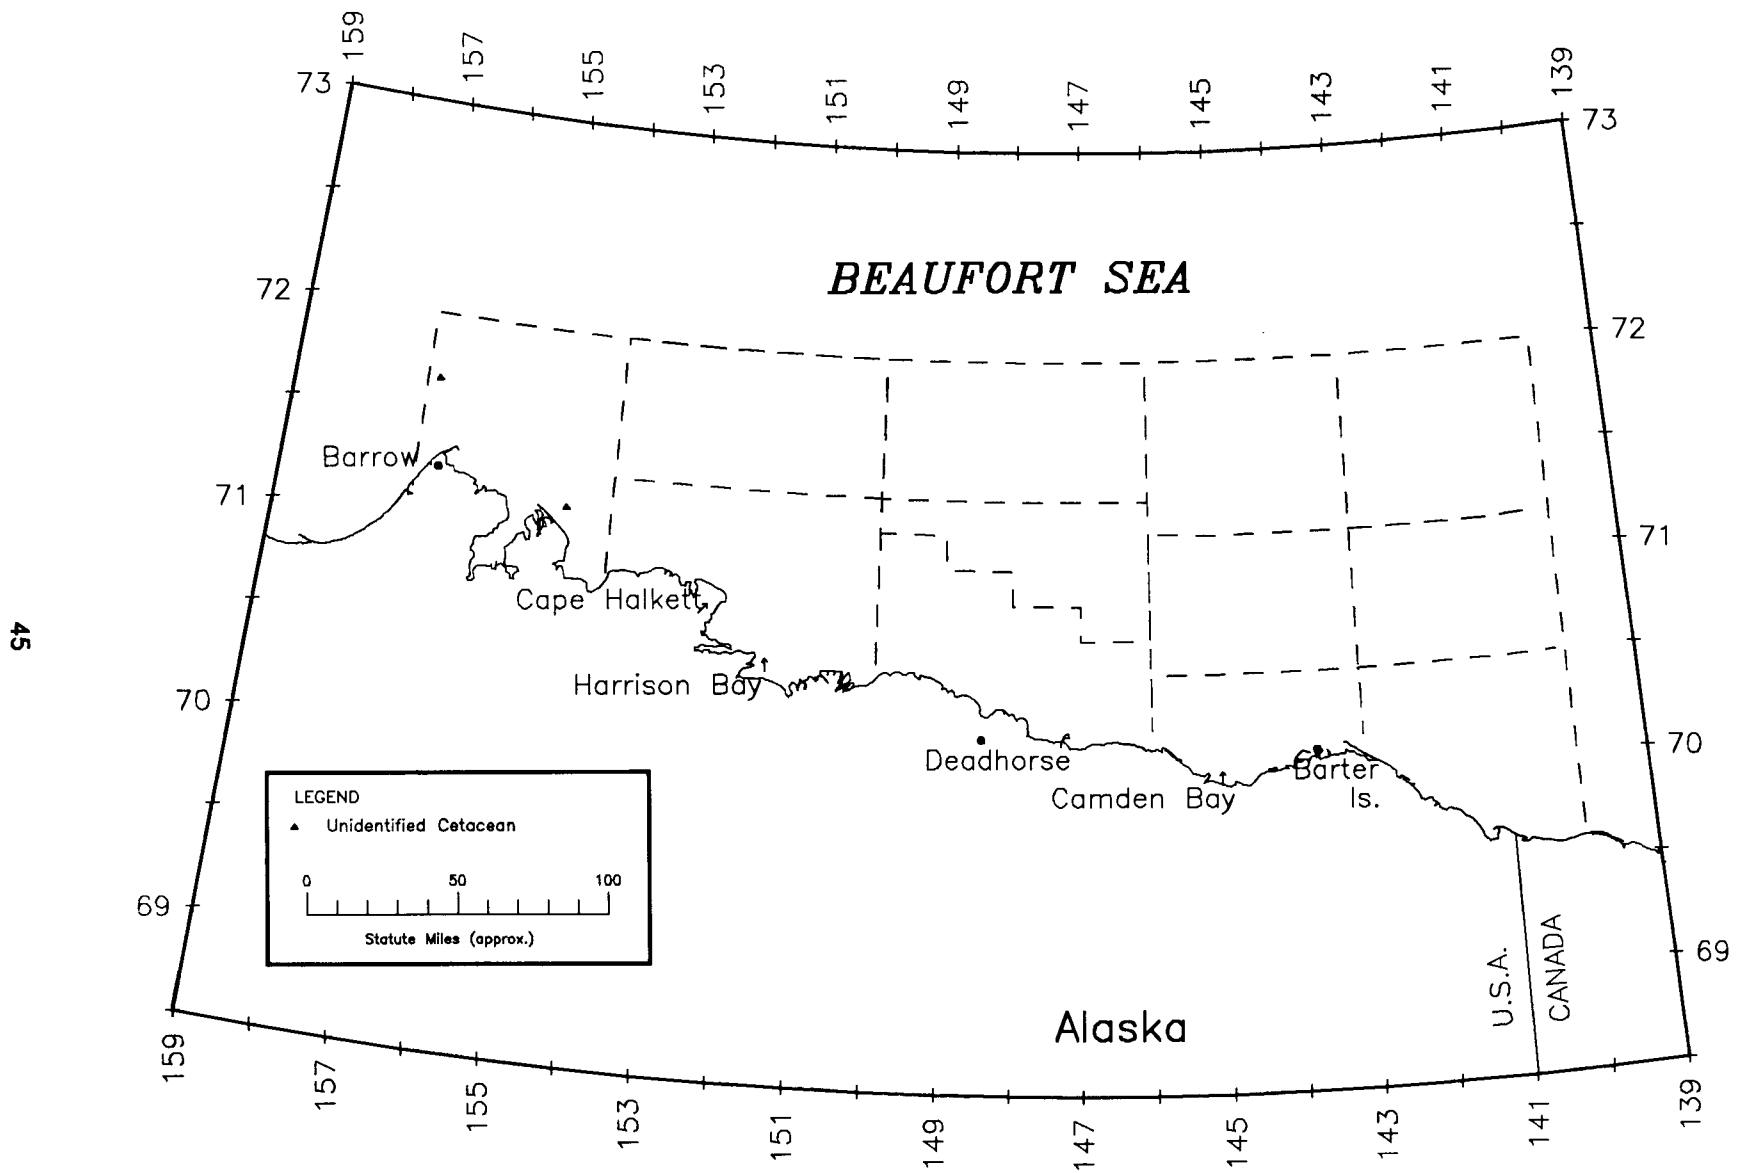 159
157
155
153
151
149
147
145
143
141
139
73
73
BEAUFORT SEA
72
72
Barrow
71
71
Cape Halkett
45
Harrison Bay
70
70
Deadhorse
Barter
Is.
Camden Bay
LEGEND
Unidentified Cetacean
0 50 100
Statute Miles (approx.)
69
69
U.S.A.
CANADA
Alaska
159
157
155
153
151
149
147
145
143
141
139